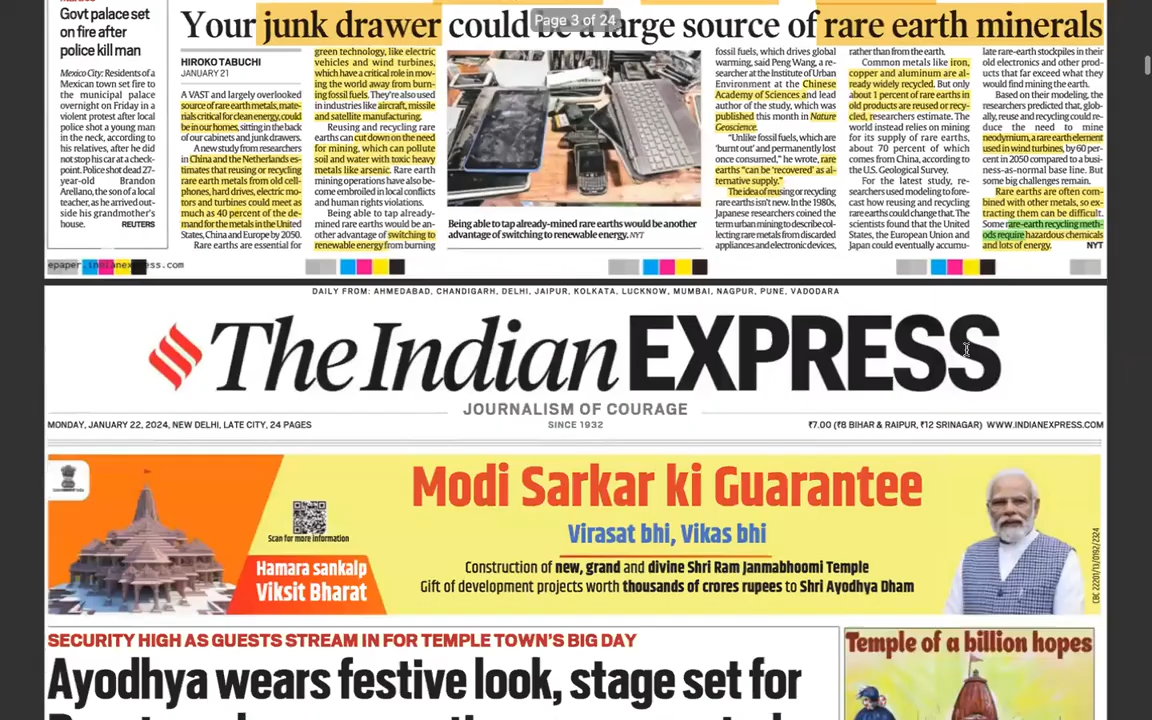 Govt palace set
on fire after
police kill man
Mexico City: Residents of a
Mexican town set fire to
the municipal palace
overnight on Friday in a
violent protest after local
police shot a young man
in the neck, according to
his relatives, after he did
not stop his car at a check-
point. Police shot dead 27-
year-old Brandon
Arellano, the son of a local
teacher, as he arrived out-
side his grandmother's
house. REUTERS
Your junk drawer could be a large source of rare earth minerals
Page 3 of 24
HIROKO TABUCHI
JANUARY 21
A VAST and largely overlooked
source of rare earth metals, mate-
rials critical for clean energy, could
be in our homes, sitting in the back
of our cabinets and junk drawers.
A new study from researchers
in China and the Netherlands es-
timates that reusing or recycling
rare earth metals from old cell-
phones, hard drives, electric mo-
tors and turbines could meet as
much as 40 percent of the de-
mand for the metals in the United
States, China and Europe by 2050.
Rare earths are essential for
green technology, like electric
vehicles and wind turbines,
which have a critical role in mov-
ing the world away from burn-
ing fossil fuels. They're also used
in industries like aircraft, missile
and satellite manufacturing.
Reusing and recycling rare
earths can cut down on the need
for mining, which can pollute
soil and water with toxic heavy
metals like arsenic. Rare earth
mining operations have also be-
come embroiled in local conflicts
and human rights violations.
Being able to tap already-
mined rare earths would be an-
other advantage of switching to
renewable energy from burning
Being able to tap already-mined rare earths would be another
advantage of switching to renewable energy. NYT
fossil fuels, which drives global
warming, said Peng Wang, a re-
searcher at the Institute of Urban
Environment at the Chinese
Academy of Sciences and lead
author of the study, which was
published this month in Nature
Geoscience.
"Unlike fossil fuels, which are
'burnt out' and permanently lost
once consumed," he wrote, rare
earths "can be 'recovered' as al-
ternative supply."
The idea of reusing or recycling
rare earths isn't new. In the 1980s,
Japanese researchers coined the
term urban mining to describe col-
lecting rare metals from discarded
appliances and electronic devices,
rather than from the earth.
Common metals like iron,
copper and aluminum are al-
ready widely recycled. But only
about 1 percent of rare earths in
old products are reused or recy-
cled, researchers estimate. The
world instead relies on mining
for its supply of rare earths,
about 70 percent of which
comes from China, according to
the U.S. Geological Survey.
For the latest study, re-
searchers used modeling to fore-
cast how reusing and recycling
rare earths could change that. The
scientists found that the United
States, the European Union and
Japan could eventually accumu-
late rare-earth stockpiles in their
old electronics and other prod-
ucts that far exceed what they
would find mining the earth.
Based on their modeling, the
researchers predicted that, glob-
ally, reuse and recycling could re-
duce the need to mine
neodymium, a rare earth element
used in wind turbines, by 60 per-
cent in 2050 compared to a busi-
ness-as-normal base line. But
some big challenges remain.
Rare earths are often com-
bined with other metals, so ex-
tracting them can be difficult.
Some rare-earth recycling meth-
ods require hazardous chemicals
and lots of energy. NYT
epaper.indianexpress.com
DAILY FROM: AHMEDABAD, CHANDIGARH, DELHI, JAIPUR, KOLKATA, LUCKNOW, MUMBAI, NAGPUR, PUNE, VADODARA
The Indian EXPRESS
JOURNALISM OF COURAGE
SINCE 1932
MONDAY, JANUARY 22, 2024, NEW DELHI, LATE CITY, 24 PAGES
₹7.00 (₹8 BIHAR & RAIPUR, ₹12 SRINAGAR) WWW.INDIANEXPRESS.COM
Scan for more information
Hamara sankalp
Viksit Bharat
Modi Sarkar ki Guarantee
Virasat bhi, Vikas bhi
Construction of new, grand and divine Shri Ram Janmabhoomi Temple
Gift of development projects worth thousands of crores rupees to Shri Ayodhya Dham
SECURITY HIGH AS GUESTS STREAM IN FOR TEMPLE TOWN'S BIG DAY
Ayodhya wears festive look, stage set for
Temple of a billion hopes